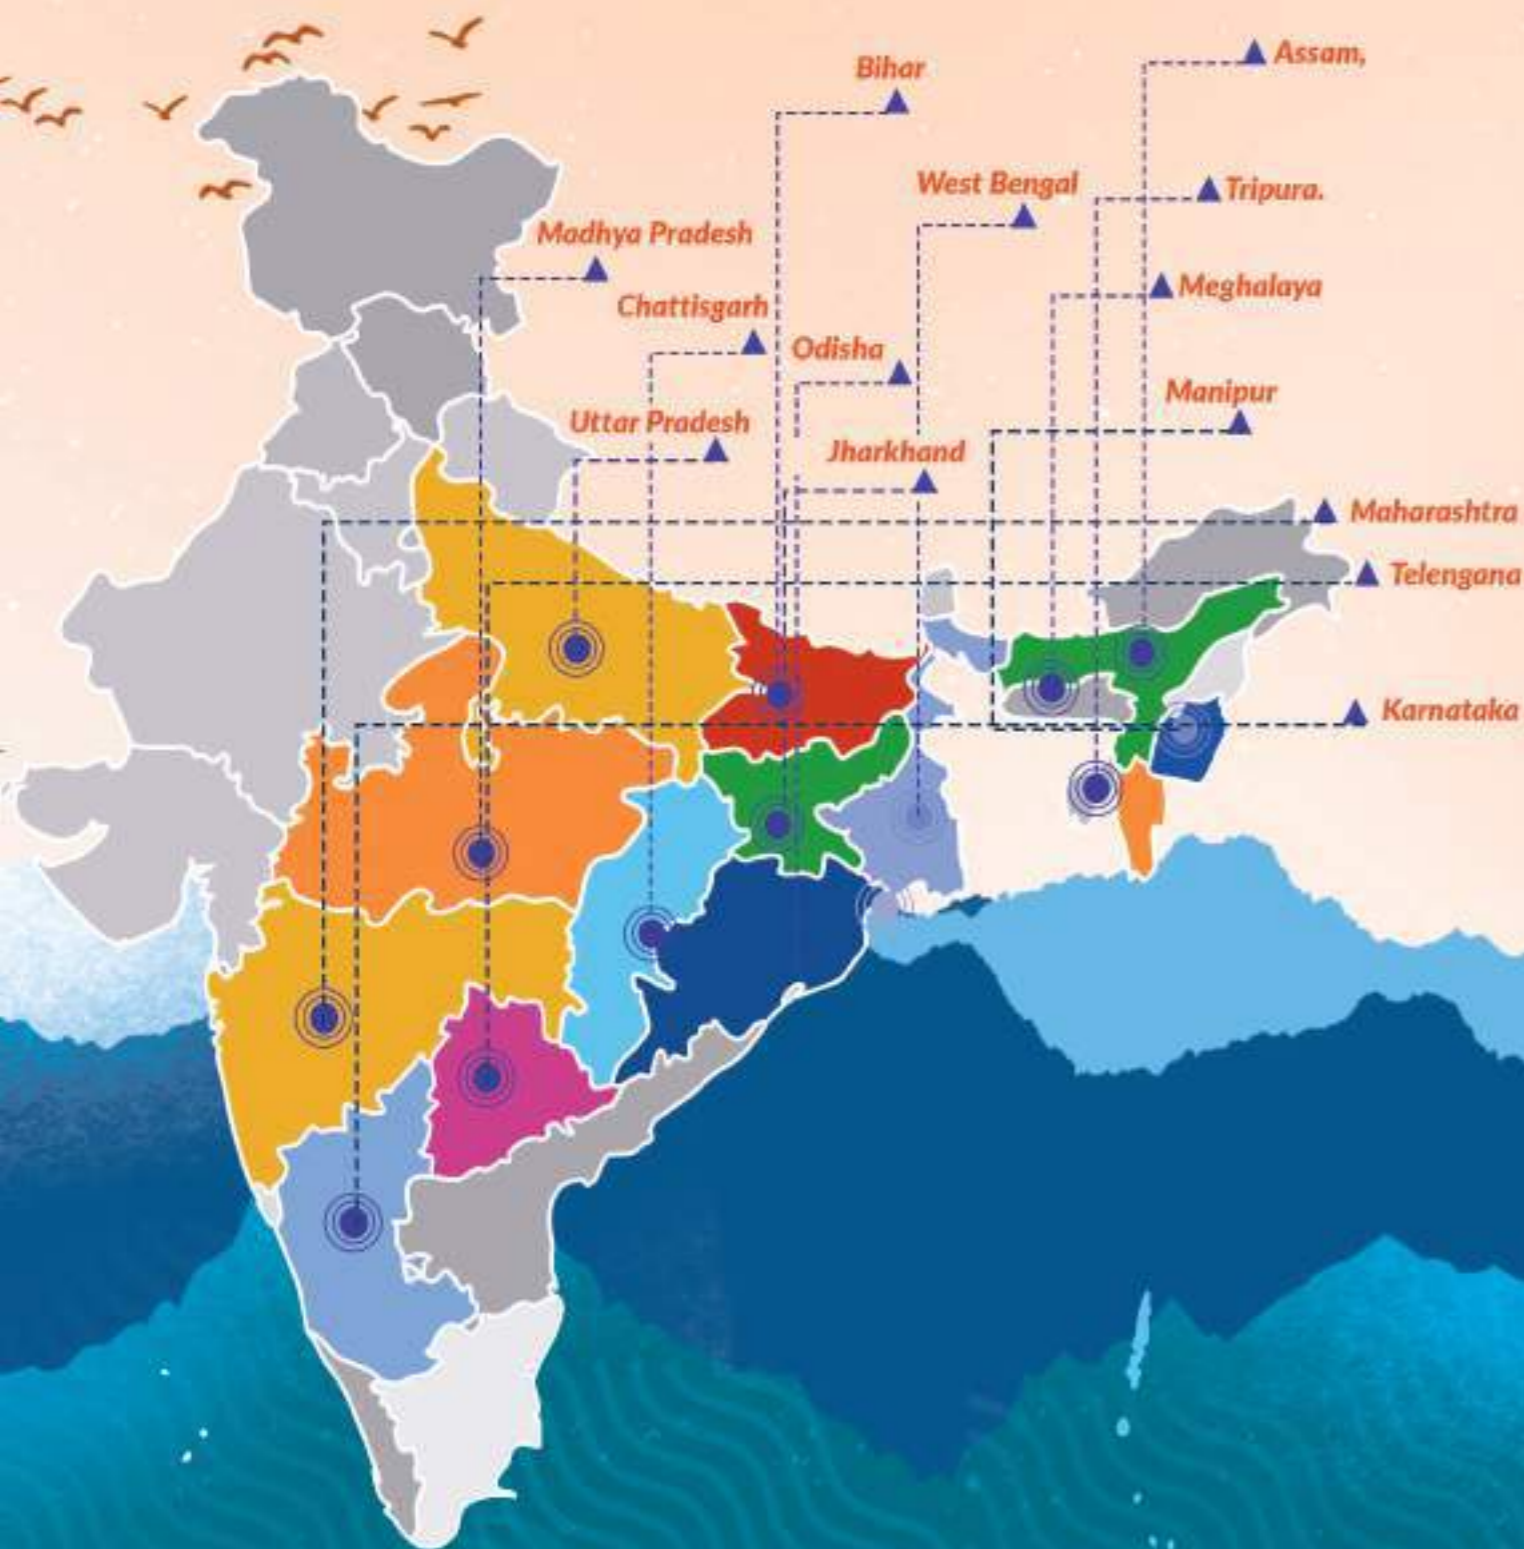 Assam,
Bihar
West Bengal
Tripura.
Madhya Pradesh
Meghalaya
Chattisgarh
Odisha
Manipur
Uttar Pradesh
Jharkhand
Maharashtra
Telengana
Karnataka